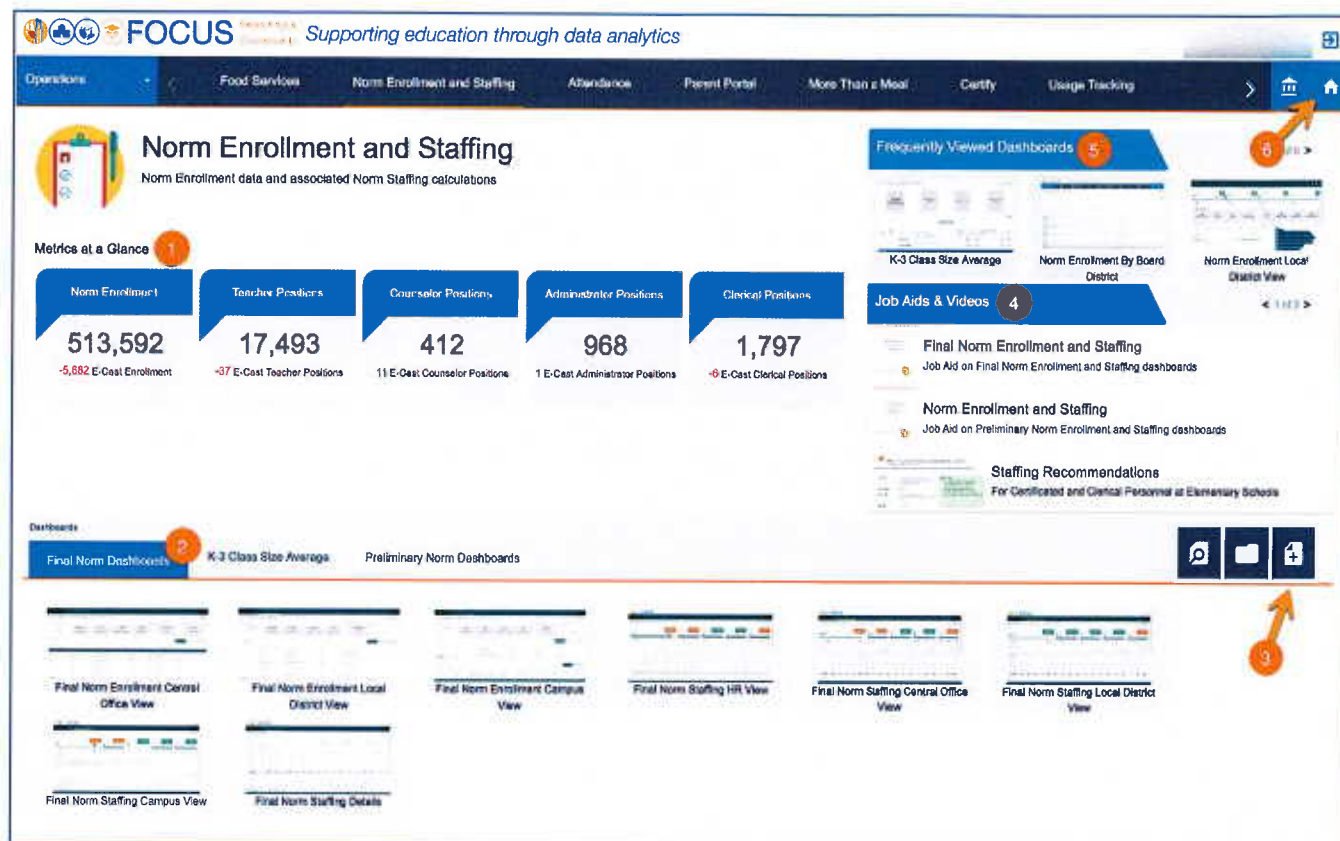 FOCUS Supporting education through data analytics
Operations Food Services Norm Enrollment and Staffing Attendance Parent Portal More Than a Meal Certify Usage Tracking
Norm Enrollment and Staffing
Norm Enrollment data and associated Norm Staffing calculations
Metrics at a Glance 1
Norm Enrollment
513,592
-5,682 E-Cast Enrollment
Teacher Positions
17,493
-37 E-Cast Teacher Positions
Counselor Positions
412
11 E-Cast Counselor Positions
Administrator Positions
968
1 E-Cast Administrator Positions
Clerical Positions
1,797
-6 E-Cast Clerical Positions
Frequently Viewed Dashboards 5
6
K-3 Class Size Average
Norm Enrollment By Board
District
Norm Enrollment Local
District View
Job Aids & Videos 4
Final Norm Enrollment and Staffing
Job Aid on Final Norm Enrollment and Staffing dashboards
Norm Enrollment and Staffing
Job Aid on Preliminary Norm Enrollment and Staffing dashboards
Staffing Recommendations
For Certificated and Clerical Personnel at Elementary Schools
Dashboards
Final Norm Dashboards 2 K-3 Class Size Average Preliminary Norm Dashboards
3
Final Norm Enrollment Central
Office View
Final Norm Enrollment Local
District View
Final Norm Enrollment Campus
View
Final Norm Staffing HR View
Final Norm Staffing Central Office
View
Final Norm Staffing Local District
View
Final Norm Staffing Campus View
Final Norm Staffing Details